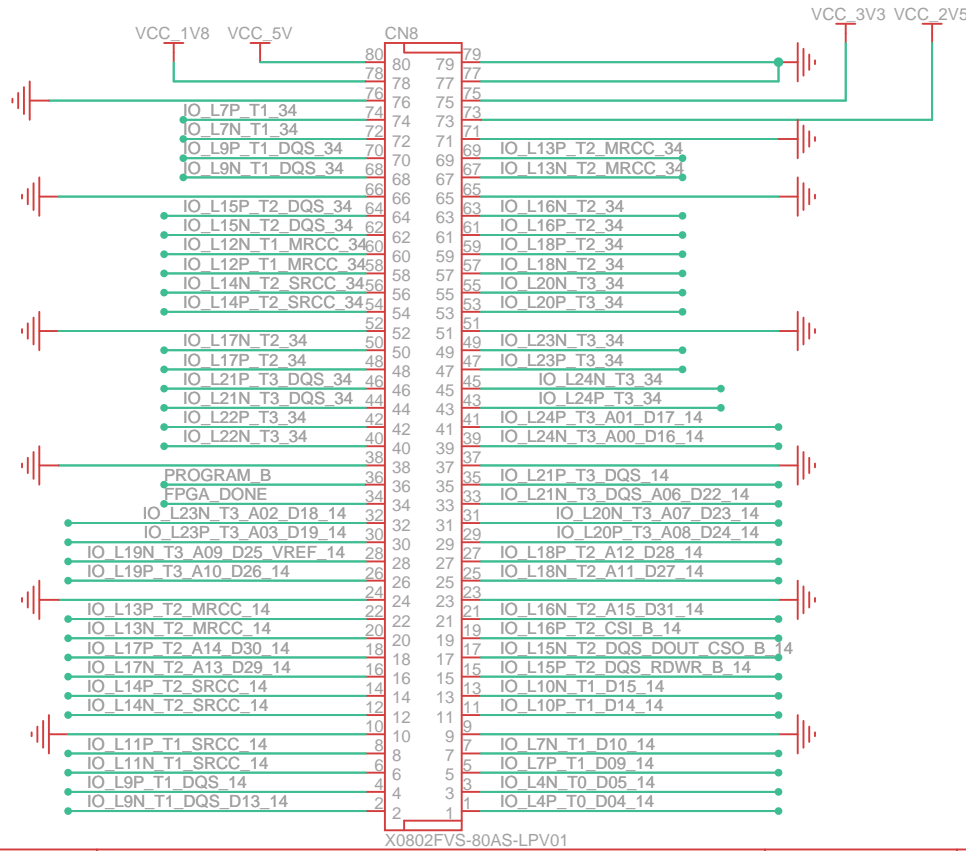 VCC_3V3 VCC_2V5
VCC_1V8 VCC_5V CN8
80 80 79 79
78 78 77 77
76 76 75 75
IO_L7P_T1_34 74 74 73 73
IO_L7N_T1_34 72 72 71 71
IO_L9P_T1_DQS_34 70 70 69 69 IO_L13P_T2_MRCC_34
IO_L9N_T1_DQS_34 68 68 67 67 IO_L13N_T2_MRCC_34
66 66 65 65
IO_L15P_T2_DQS_34 64 64 63 63 IO_L16N_T2_34
IO_L15N_T2_DQS_34 62 62 61 61 IO_L16P_T2_34
IO_L12N_T1_MRCC_34 60 60 59 59 IO_L18P_T2_34
IO_L12P_T1_MRCC_34 58 58 57 57 IO_L18N_T2_34
IO_L14N_T2_SRCC_34 56 56 55 55 IO_L20N_T3_34
IO_L14P_T2_SRCC_34 54 54 53 53 IO_L20P_T3_34
52 52 51 51
IO_L17N_T2_34 50 50 49 49 IO_L23N_T3_34
IO_L17P_T2_34 48 48 47 47 IO_L23P_T3_34
IO_L21P_T3_DQS_34 46 46 45 45 IO_L24N_T3_34
IO_L21N_T3_DQS_34 44 44 43 43 IO_L24P_T3_34
IO_L22P_T3_34 42 42 41 41 IO_L24P_T3_A01_D17_14
IO_L22N_T3_34 40 40 39 39 IO_L24N_T3_A00_D16_14
38 38 37 37
PROGRAM_B 36 36 35 35 IO_L21P_T3_DQS_14
FPGA_DONE 34 34 33 33 IO_L21N_T3_DQS_A06_D22_14
IO_L23N_T3_A02_D18_14 32 32 31 31 IO_L20N_T3_A07_D23_14
IO_L23P_T3_A03_D19_14 30 30 29 29 IO_L20P_T3_A08_D24_14
IO_L19N_T3_A09_D25_VREF_14 28 28 27 27 IO_L18P_T2_A12_D28_14
IO_L19P_T3_A10_D26_14 26 26 25 25 IO_L18N_T2_A11_D27_14
24 24 23 23
IO_L13P_T2_MRCC_14 22 22 21 21 IO_L16N_T2_A15_D31_14
IO_L13N_T2_MRCC_14 20 20 19 19 IO_L16P_T2_CSI_B_14
IO_L17P_T2_A14_D30_14 18 18 17 17 IO_L15N_T2_DQS_DOUT_CSO_B_14
IO_L17N_T2_A13_D29_14 16 16 15 15 IO_L15P_T2_DQS_RDWR_B_14
IO_L14P_T2_SRCC_14 14 14 13 13 IO_L10N_T1_D15_14
IO_L14N_T2_SRCC_14 12 12 11 11 IO_L10P_T1_D14_14
10 10 9 9
IO_L11P_T1_SRCC_14 8 8 7 7 IO_L7N_T1_D10_14
IO_L11N_T1_SRCC_14 6 6 5 5 IO_L7P_T1_D09_14
IO_L9P_T1_DQS_14 4 4 3 3 IO_L4N_T0_D05_14
IO_L9N_T1_DQS_D13_14 2 2 1 1 IO_L4P_T0_D04_14
X0802FVS-80AS-LPV01